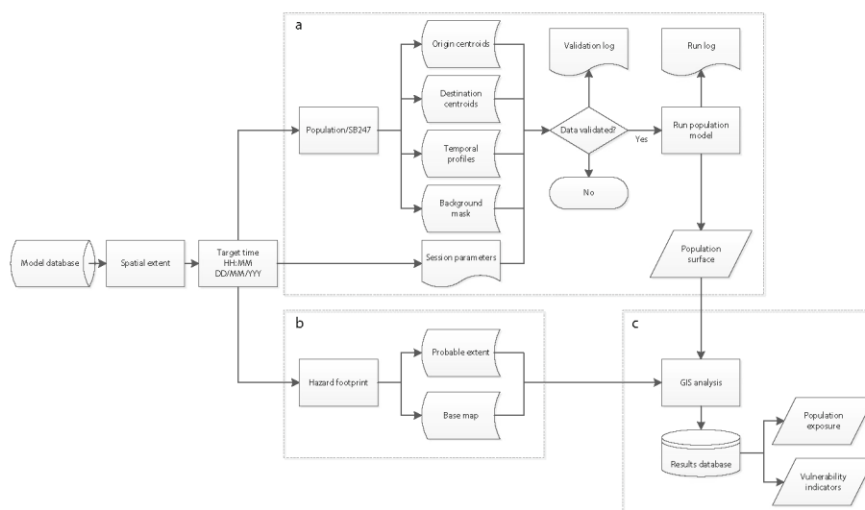 a
Origin centroids
Validation log
Run log
Destination
centroids
Population/SB247
Data validated?
Yes
Run population
model
Temporal
profiles
No
Background
mask
Model database
Spatial extent
Target time
HH:MM
DD/MM/YYY
Session parameters
Population
surface
b
c
Probable extent
Hazard footprint
GIS analysis
Base map
Population
exposure
Results database
Vulnerability
indicators